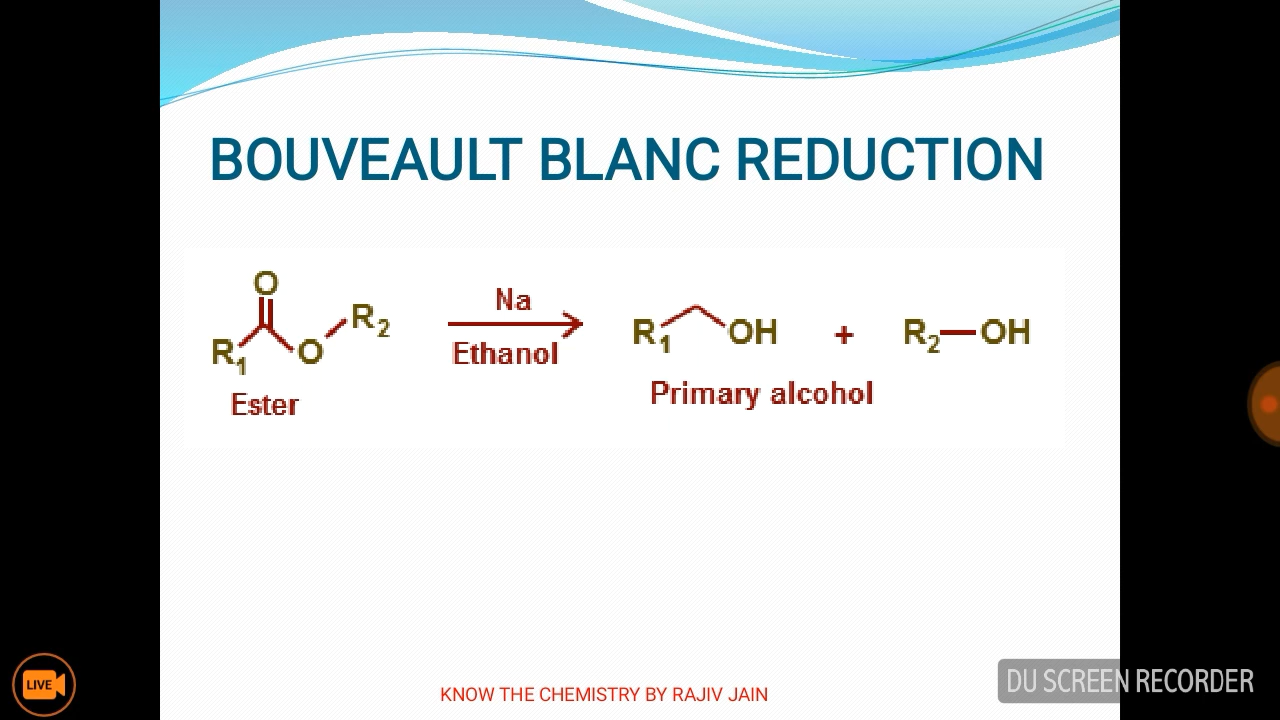 BOUVEAULT BLANC REDUCTION
O
R1 O R2
Ester
Na
Ethanol
R1 OH + R2 OH
Primary alcohol
KNOW THE CHEMISTRY BY RAJIV JAIN
LIVE
DU SCREEN RECORDER